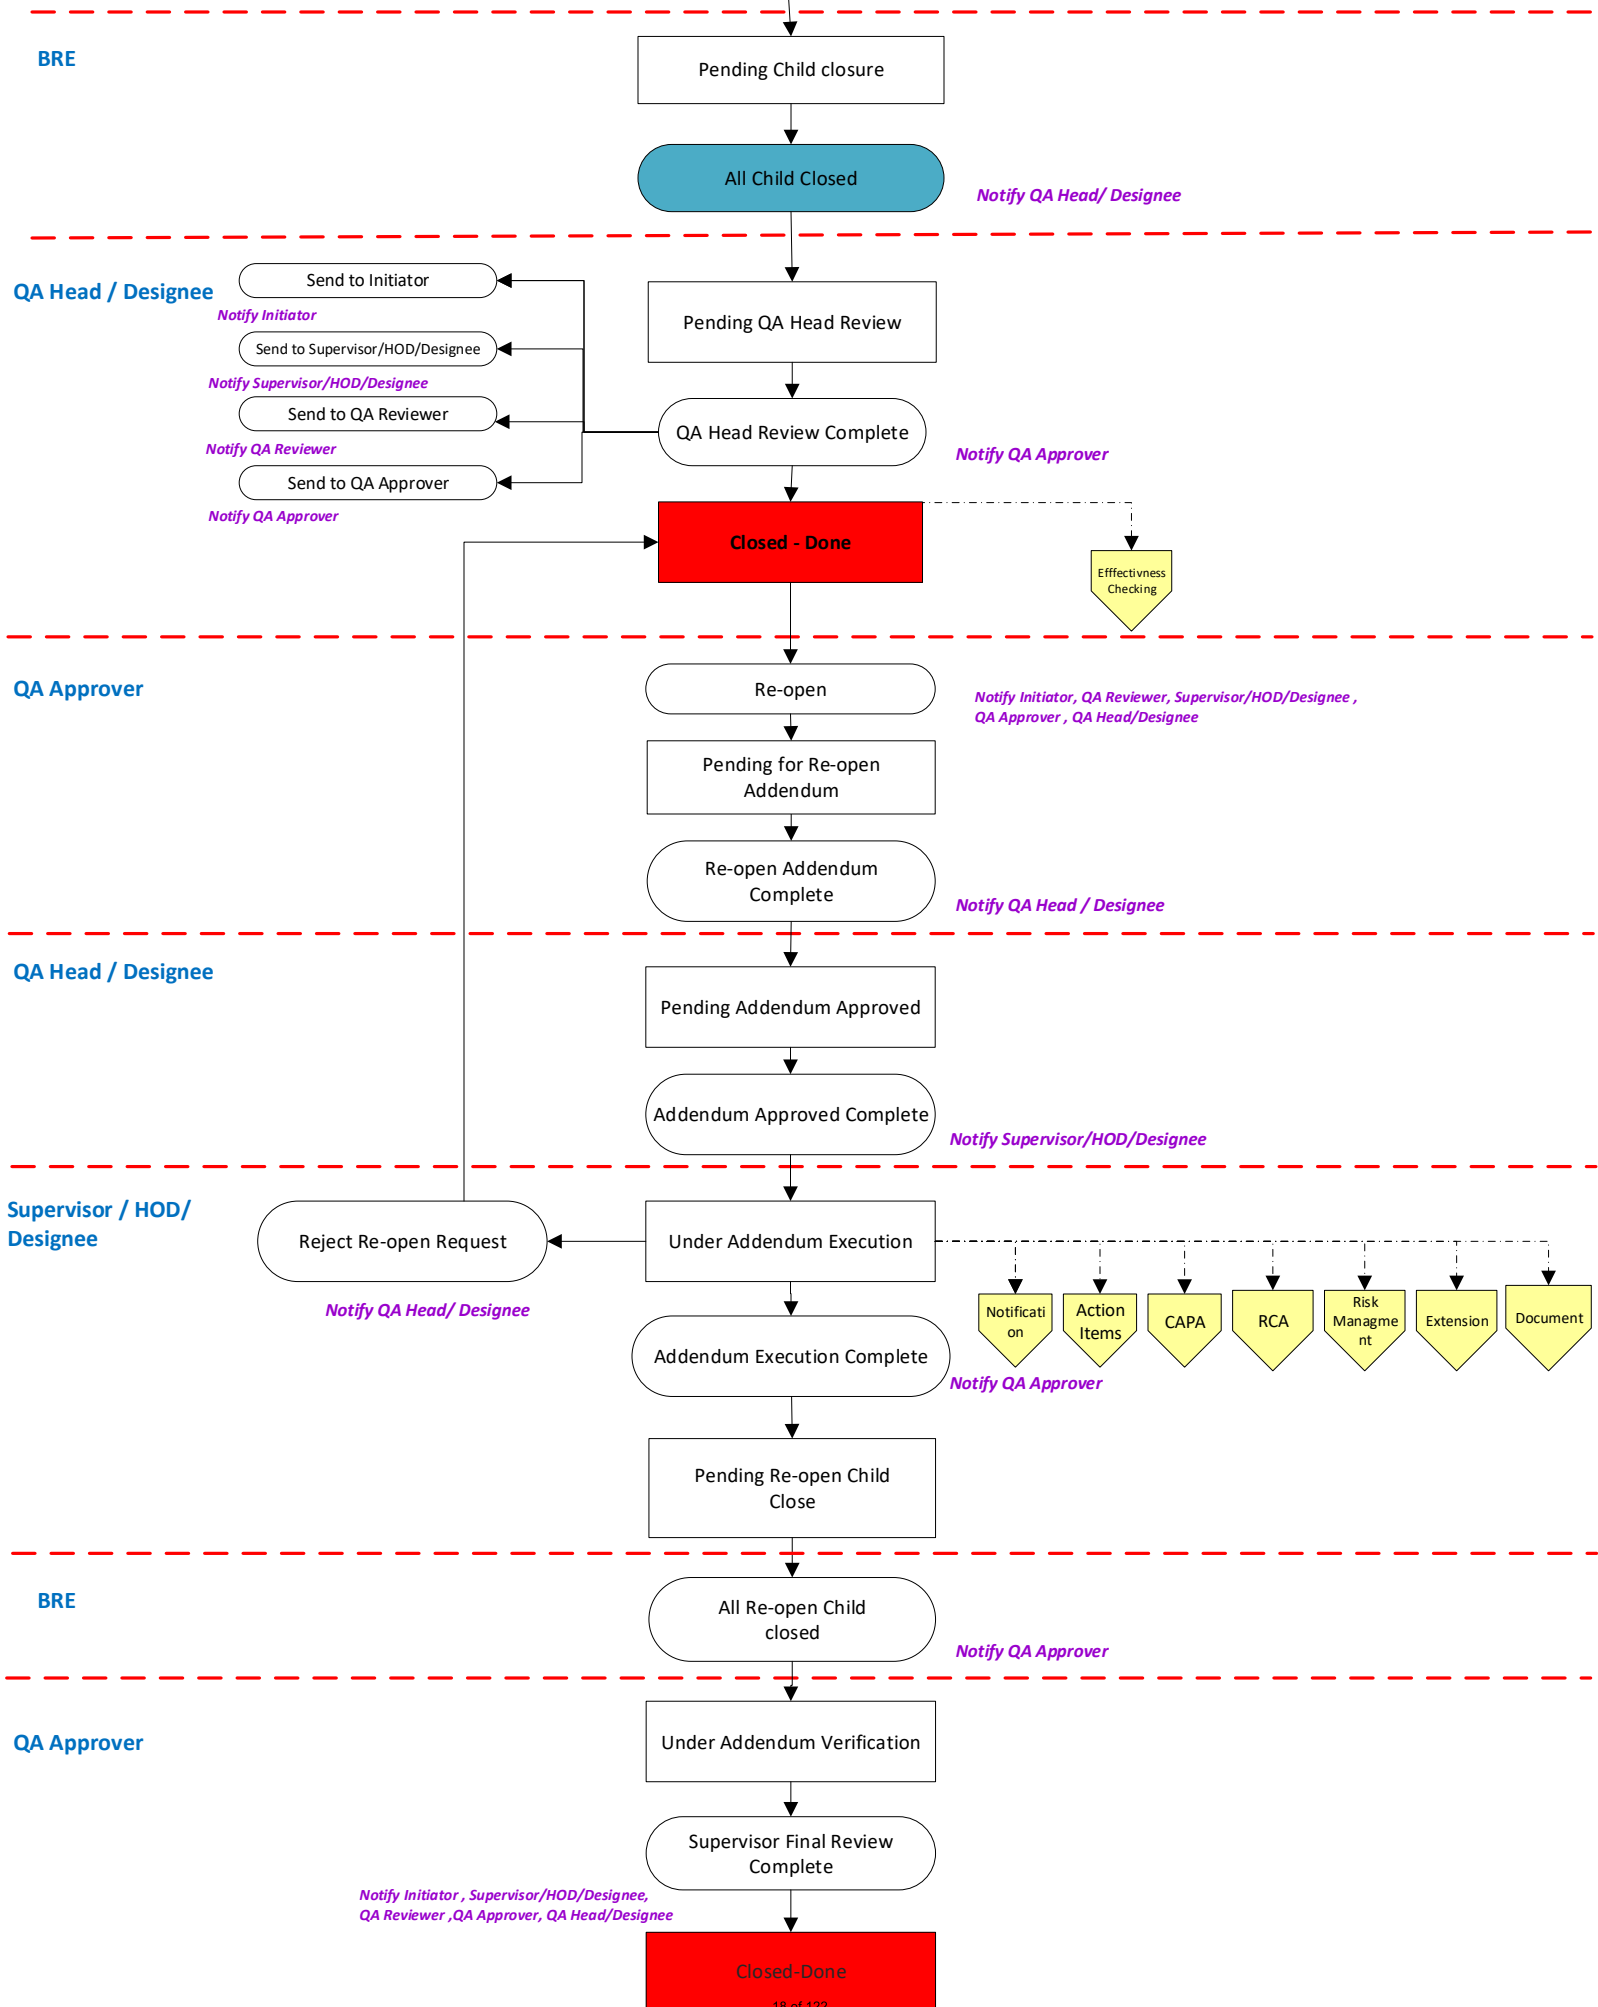 BRE
Pending Child closure
All Child Closed
Notify QA Head/ Designee
QA Head / Designee
Send to Initiator
Notify Initiator
Send to Supervisor/HOD/Designee
Notify Supervisor/HOD/Designee
Send to QA Reviewer
Notify QA Reviewer
Send to QA Approver
Notify QA Approver
Pending QA Head Review
QA Head Review Complete
Notify QA Approver
Closed - Done
Efffectivness
Checking
QA Approver
Re-open
Notify Initiator, QA Reviewer, Supervisor/HOD/Designee ,
QA Approver , QA Head/Designee
Pending for Re-open
Addendum
Re-open Addendum
Complete
Notify QA Head / Designee
QA Head / Designee
Pending Addendum Approved
Addendum Approved Complete
Notify Supervisor/HOD/Designee
Supervisor / HOD/
Designee
Reject Re-open Request
Notify QA Head/ Designee
Under Addendum Execution
Notificati
on
Action
Items
CAPA
RCA
Risk
Managme
nt
Extension
Document
Addendum Execution Complete
Notify QA Approver
Pending Re-open Child
Close
BRE
All Re-open Child
closed
Notify QA Approver
QA Approver
Under Addendum Verification
Supervisor Final Review
Complete
Notify Initiator , Supervisor/HOD/Designee,
QA Reviewer ,QA Approver, QA Head/Designee
Closed-Done